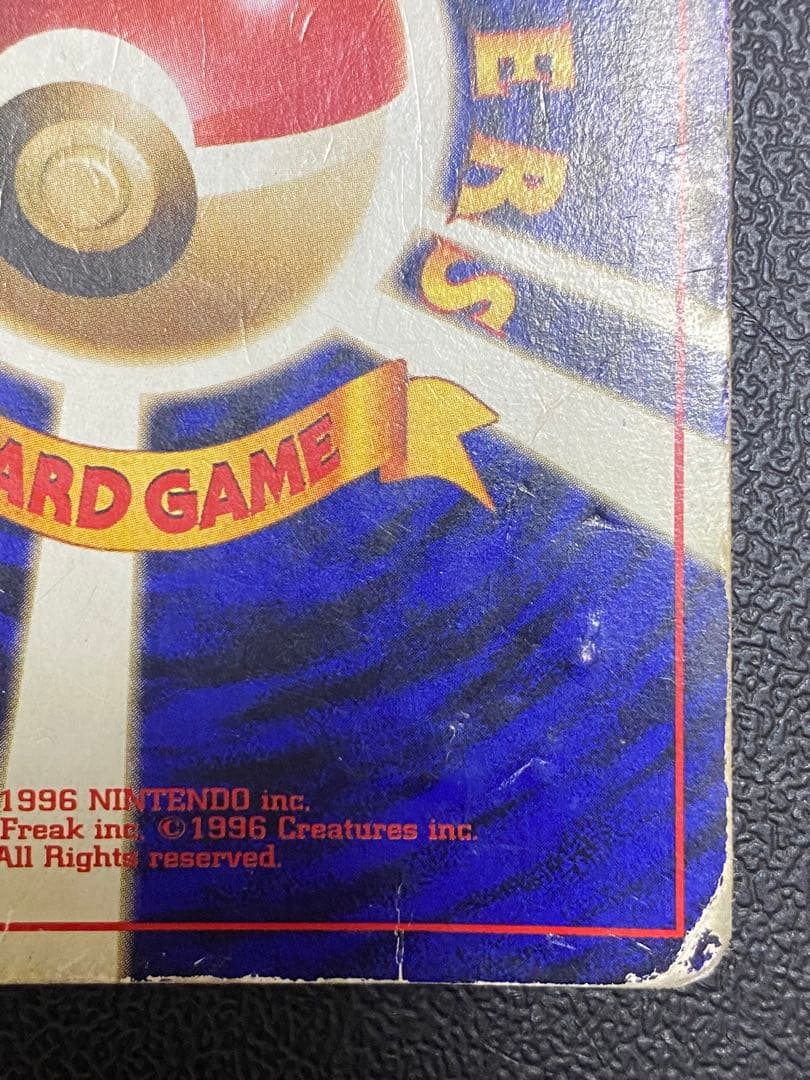 ERS
ARD GAME
1996 NINTENDO inc.
Freak inc. ©1996 Creatures inc.
All Rights reserved.